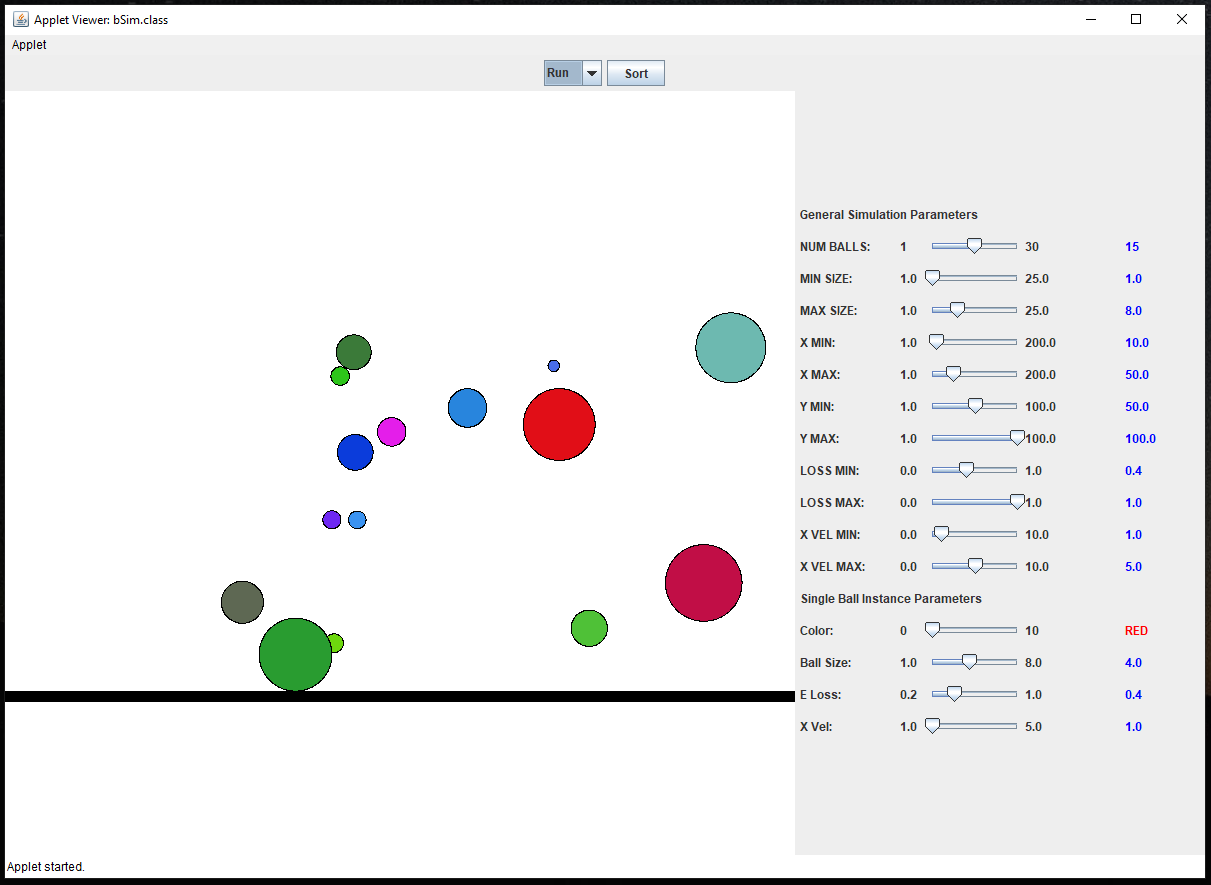 Applet Viewer: bSim.class
Applet
Run Sort
General Simulation Parameters
NUM BALLS: 1 30 15
MIN SIZE: 1.0 25.0 1.0
MAX SIZE: 1.0 25.0 8.0
X MIN: 1.0 200.0 10.0
X MAX: 1.0 200.0 50.0
Y MIN: 1.0 100.0 50.0
Y MAX: 1.0 100.0 100.0
LOSS MIN: 0.0 1.0 0.4
LOSS MAX: 0.0 1.0 1.0
X VEL MIN: 0.0 10.0 1.0
X VEL MAX: 0.0 10.0 5.0
Single Ball Instance Parameters
Color: 0 10 RED
Ball Size: 1.0 8.0 4.0
E Loss: 0.2 1.0 0.4
X Vel: 1.0 5.0 1.0
Applet started.